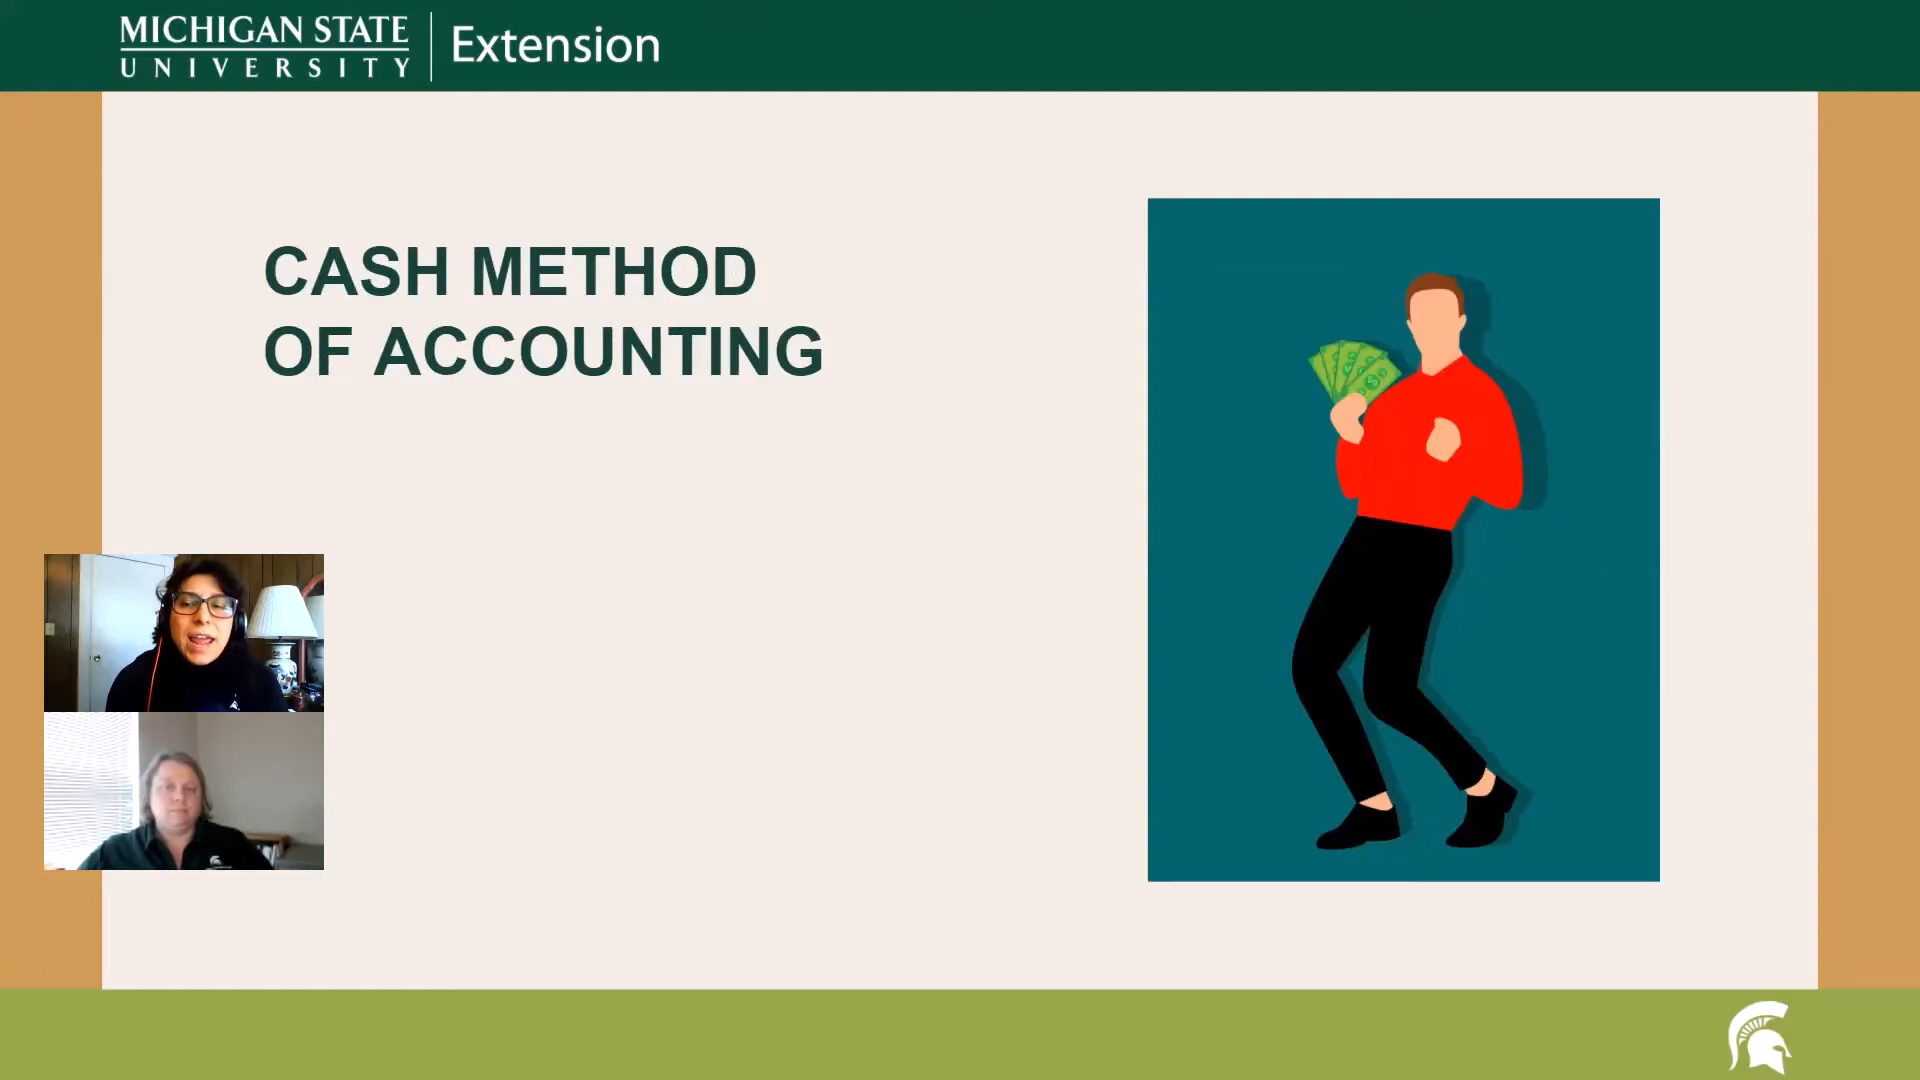 MICHIGAN STATE
UNIVERSITY
Extension
CASH METHOD
OF ACCOUNTING